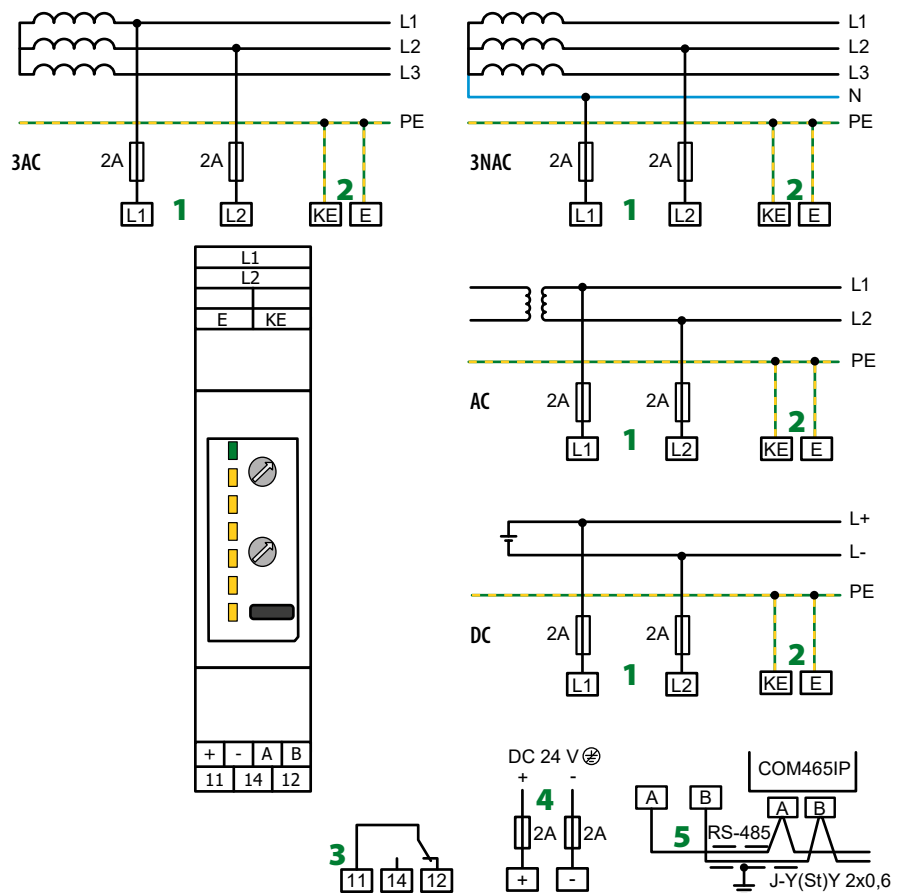 L1
L2
L3
PE
3AC
2A
2A
1
2
L1
L2
KE
E
L1
L2
L3
N
PE
3NAC
2A
2A
1
2
L1
L2
KE
E
L1
L2
E KE
+ - A B
11 14 12
L1
L2
PE
AC
2A
2A
1
2
L1
L2
KE
E
L+
L-
PE
DC
2A
2A
1
2
L1
L2
KE
E
3
11
14
12
DC 24 V
+ -
4
2A
2A
+
-
A
B
COM465IP
A
B
5
RS-485
J-Y(St)Y 2x0,6